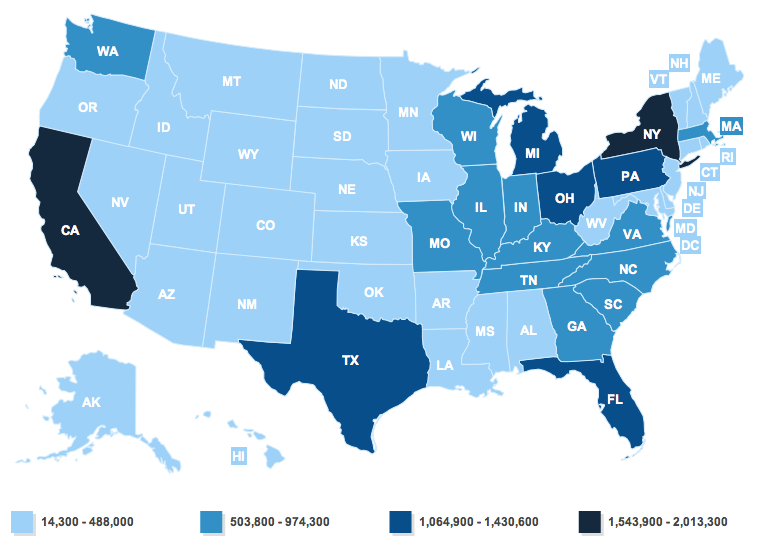 WA
MT
ND
MN
OR
ID
SD
WY
WI
MI
NY
VT
NH
ME
MA
RI
CT
NJ
DE
MD
DC
NV
UT
CO
NE
IA
IL
IN
OH
PA
WV
VA
CA
KS
MO
KY
NC
TN
SC
AZ
NM
OK
AR
MS
AL
GA
TX
LA
FL
AK
HI
14,300 - 488,000
503,800 - 974,300
1,064,900 - 1,430,600
1,543,900 - 2,013,300